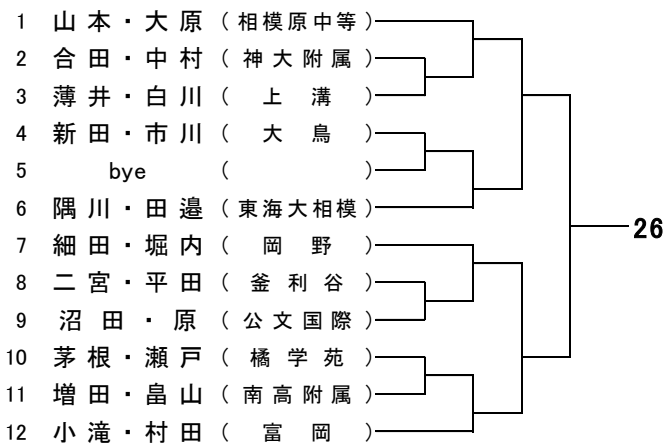 1 山本・大原 (相模原中等)
2 合田・中村 (神大附属)
3 薄井・白川 (上溝)
4 新田・市川 (大鳥)
5 bye ( )
6 隅川・田邉 (東海大相模)
7 細田・堀内 (岡野)
8 二宮・平田 (釜利谷)
9 沼田・原 (公文国際)
10 茅根・瀬戸 (橘学苑)
11 増田・畠山 (南高附属)
12 小滝・村田 (富岡)
26